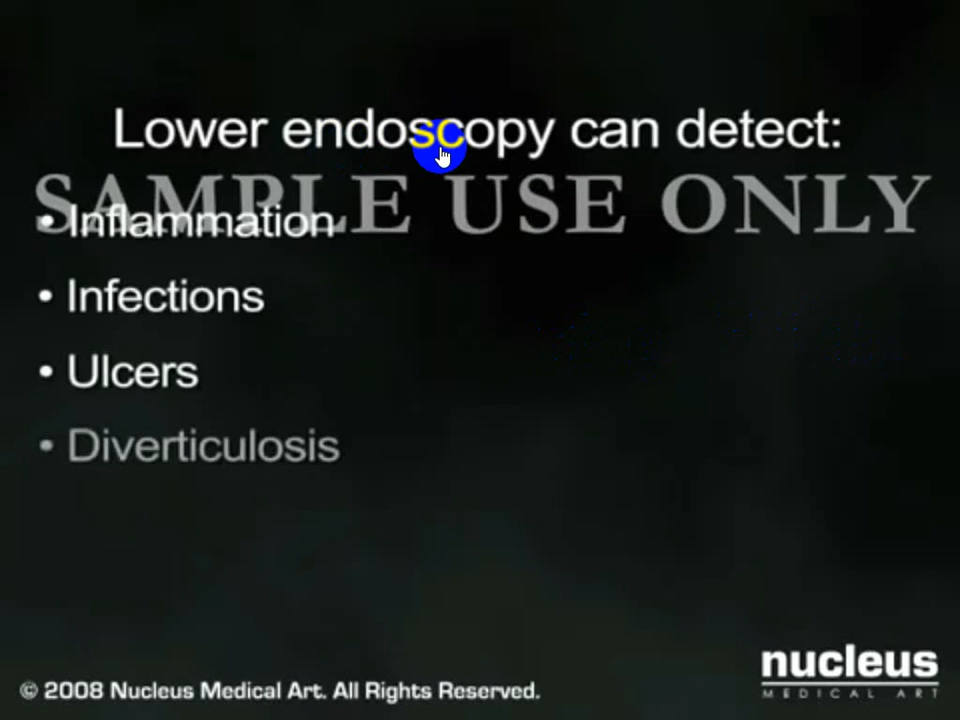 Lower endoscopy can detect:
SAMPLE USE ONLY
• Inflammation
• Infections
• Ulcers
• Diverticulosis
nucleus
MEDICAL ART
© 2008 Nucleus Medical Art. All Rights Reserved.